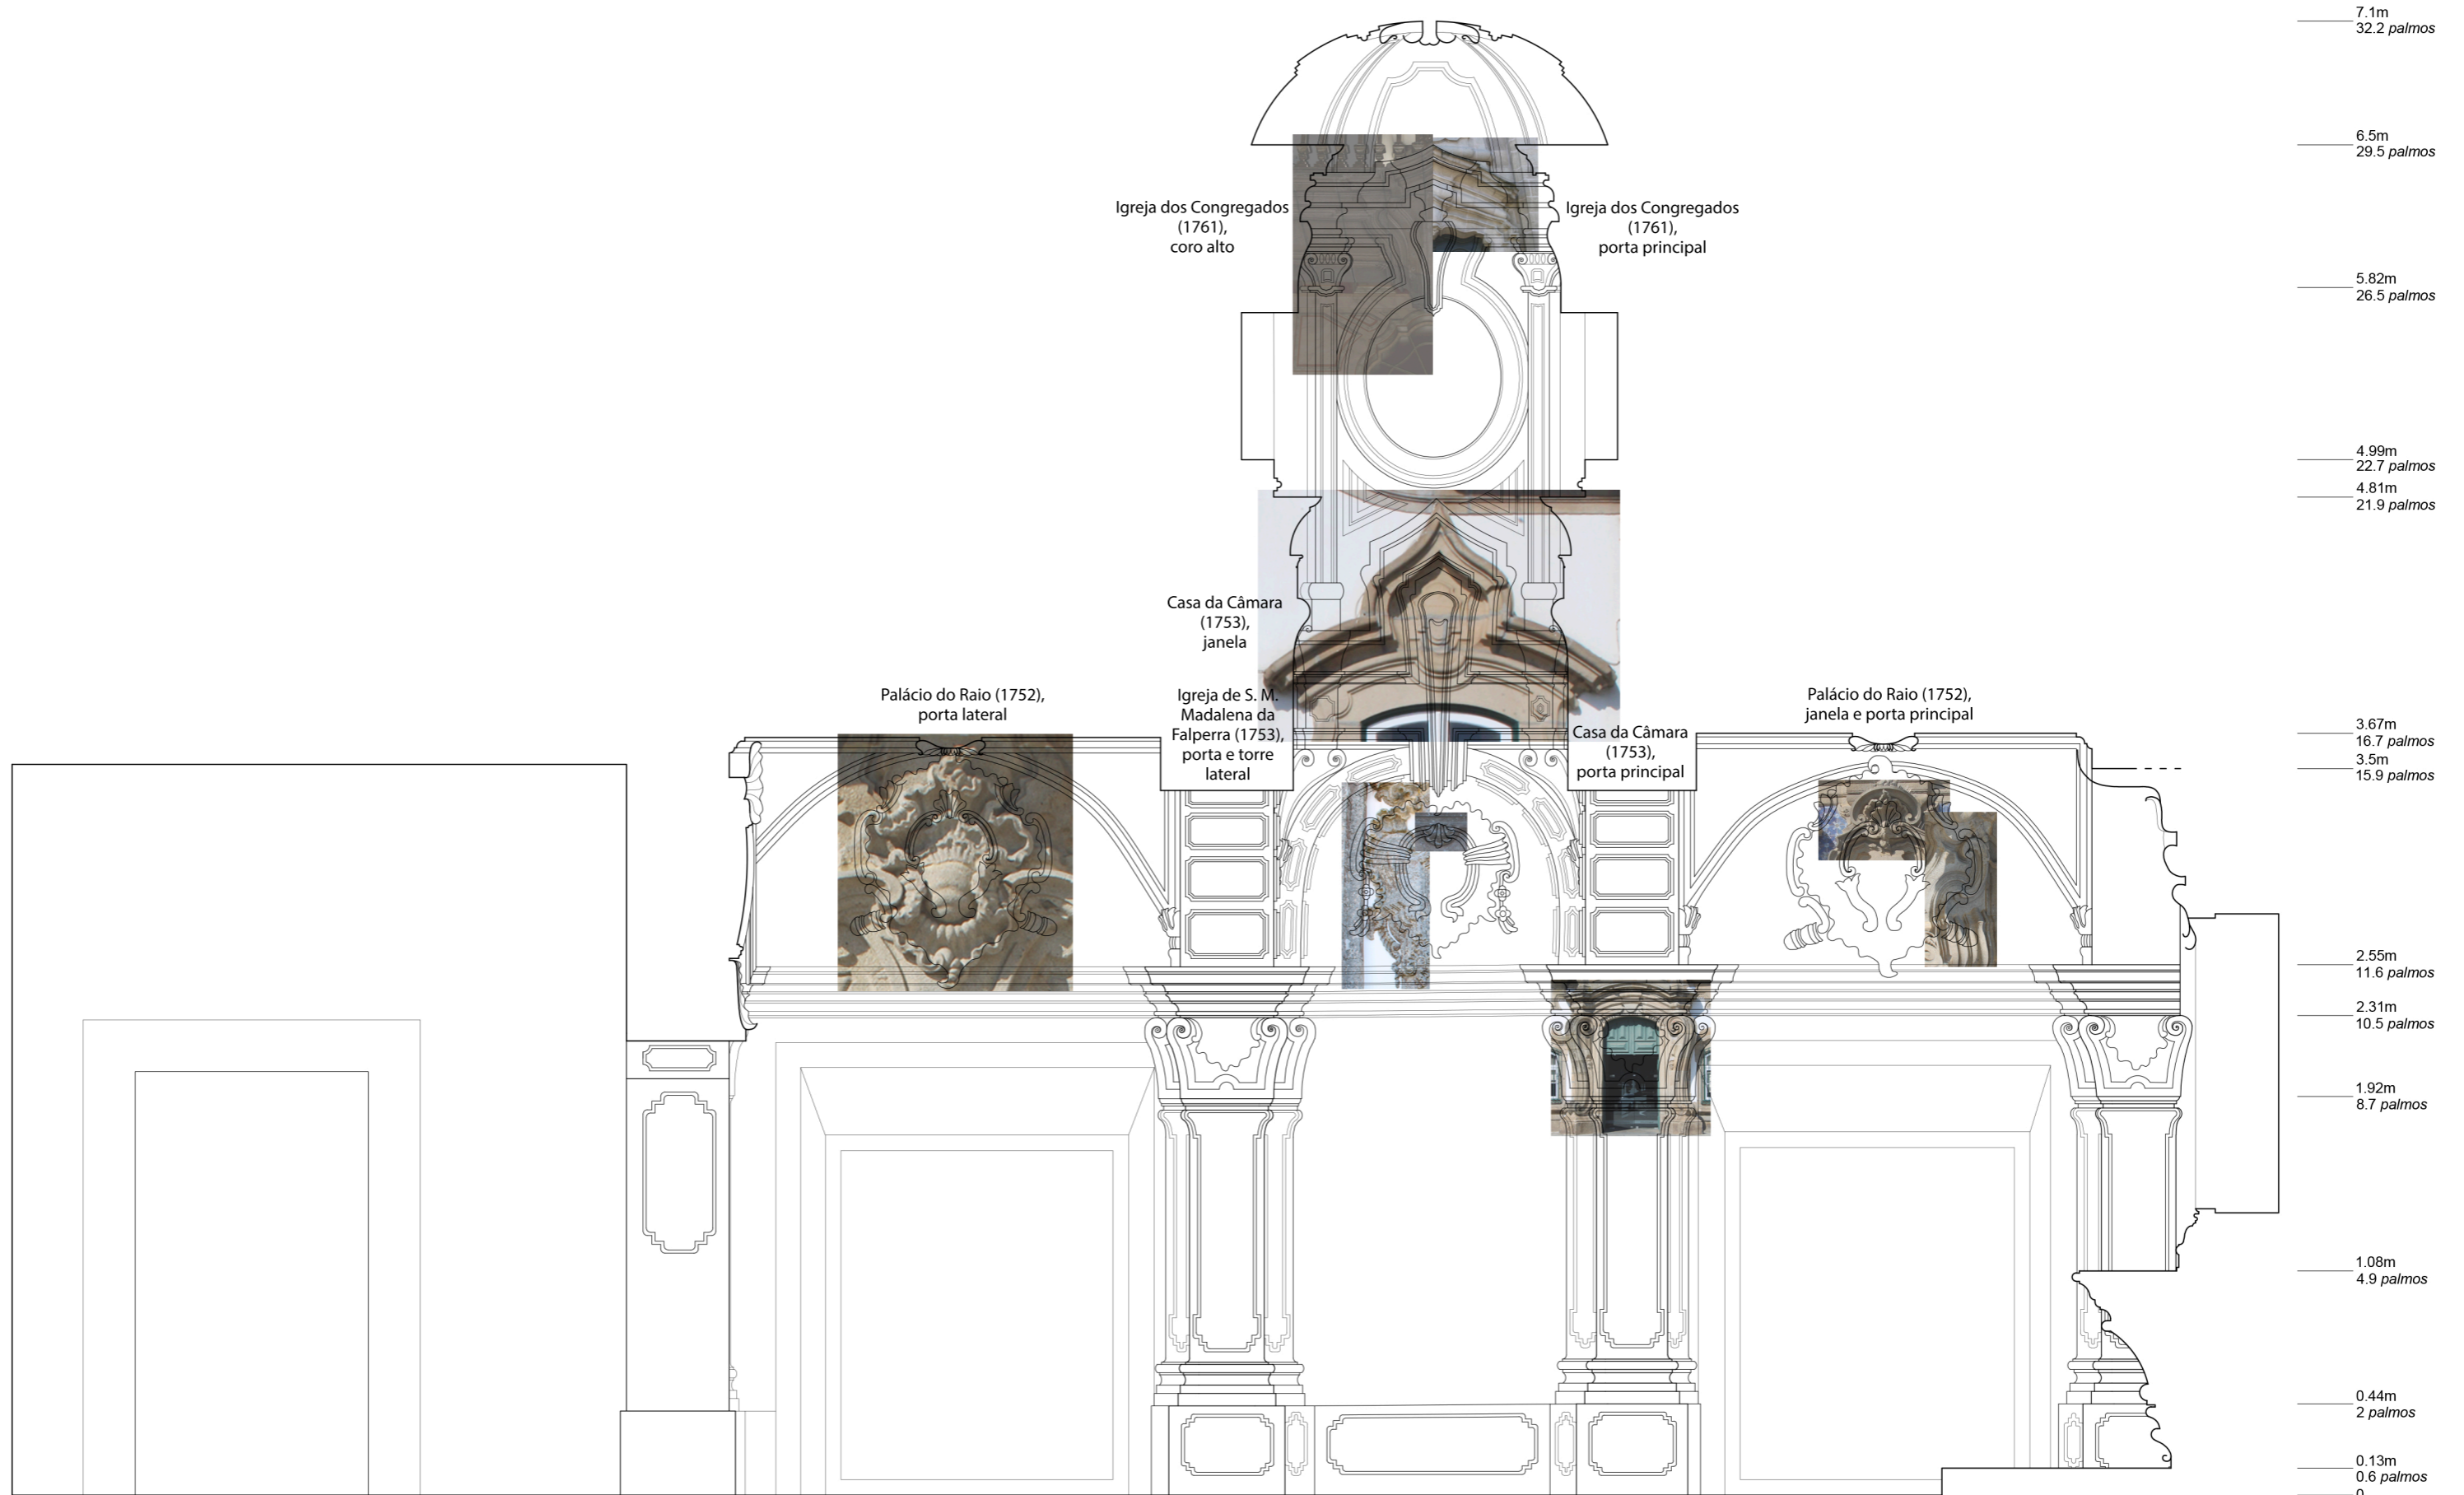 7.1m
32.2 palmos
6.5m
29.5 palmos
Igreja dos Congregados
(1761),
coro alto
Igreja dos Congregados
(1761),
porta principal
5.82m
26.5 palmos
4.99m
22.7 palmos
4.81m
21.9 palmos
Casa da Câmara
(1753),
janela
Palácio do Raio (1752),
porta lateral
Igreja de S. M.
Madalena da
Falperra (1753),
porta e torre
lateral
Casa da Câmara
(1753),
porta principal
Palácio do Raio (1752),
janela e porta principal
3.67m
16.7 palmos
3.5m
15.9 palmos
2.55m
11.6 palmos
2.31m
10.5 palmos
1.92m
8.7 palmos
1.08m
4.9 palmos
0.44m
2 palmos
0.13m
0.6 palmos
0